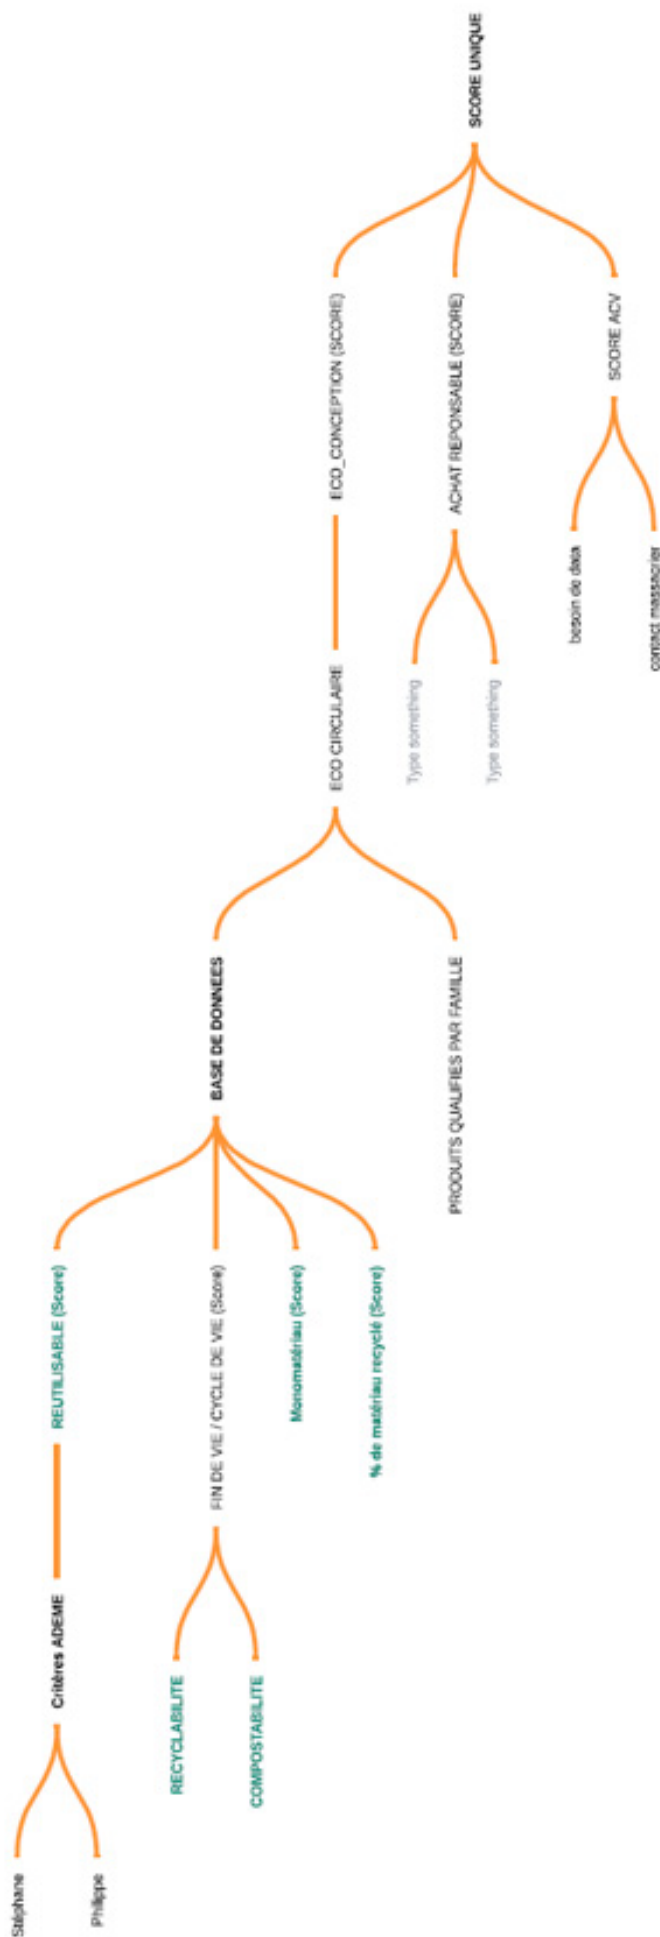 Stéphane
Philippe
Critères ADEME
REUTILISABLE (Score)
RECYCLABILITE
COMPOSTABILITE
FIN DE VIE / CYCLE DE VIE (Score)
Monomatériau (Score)
% de matériau recyclé (Score)
BASE DE DONNEES
PRODUITS QUALIFIES PAR FAMILLE
ECO CIRCULAIRE
ECO_CONCEPTION (SCORE)
Type something
Type something
ACHAT REPONSABLE (SCORE)
besoin de data
contact massacrier
SCORE ACV
SCORE UNIQUE